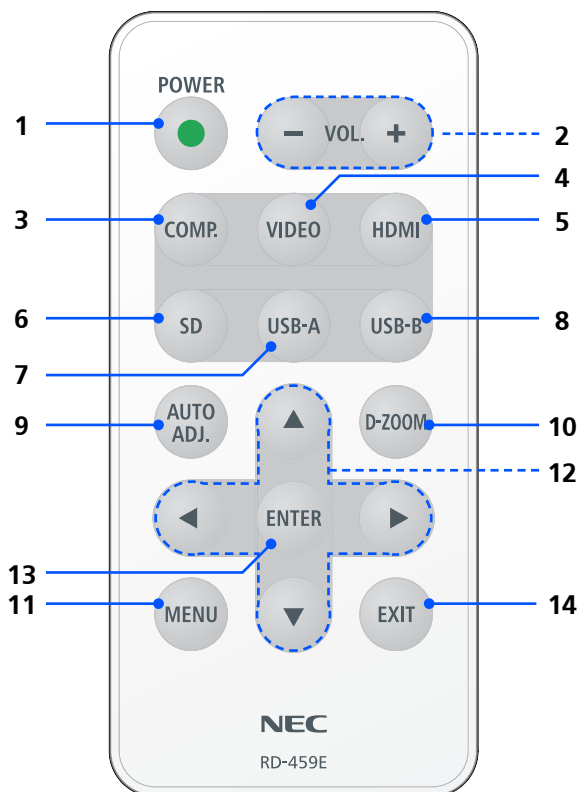 POWER
1
VOL.
2
4
3
COMP.
VIDEO
HDMI
5
6
SD
USB-A
USB-B
8
7
9
AUTO
ADJ.
D-ZOOM
10
12
ENTER
13
11
MENU
EXIT
14
NEC
RD-459E